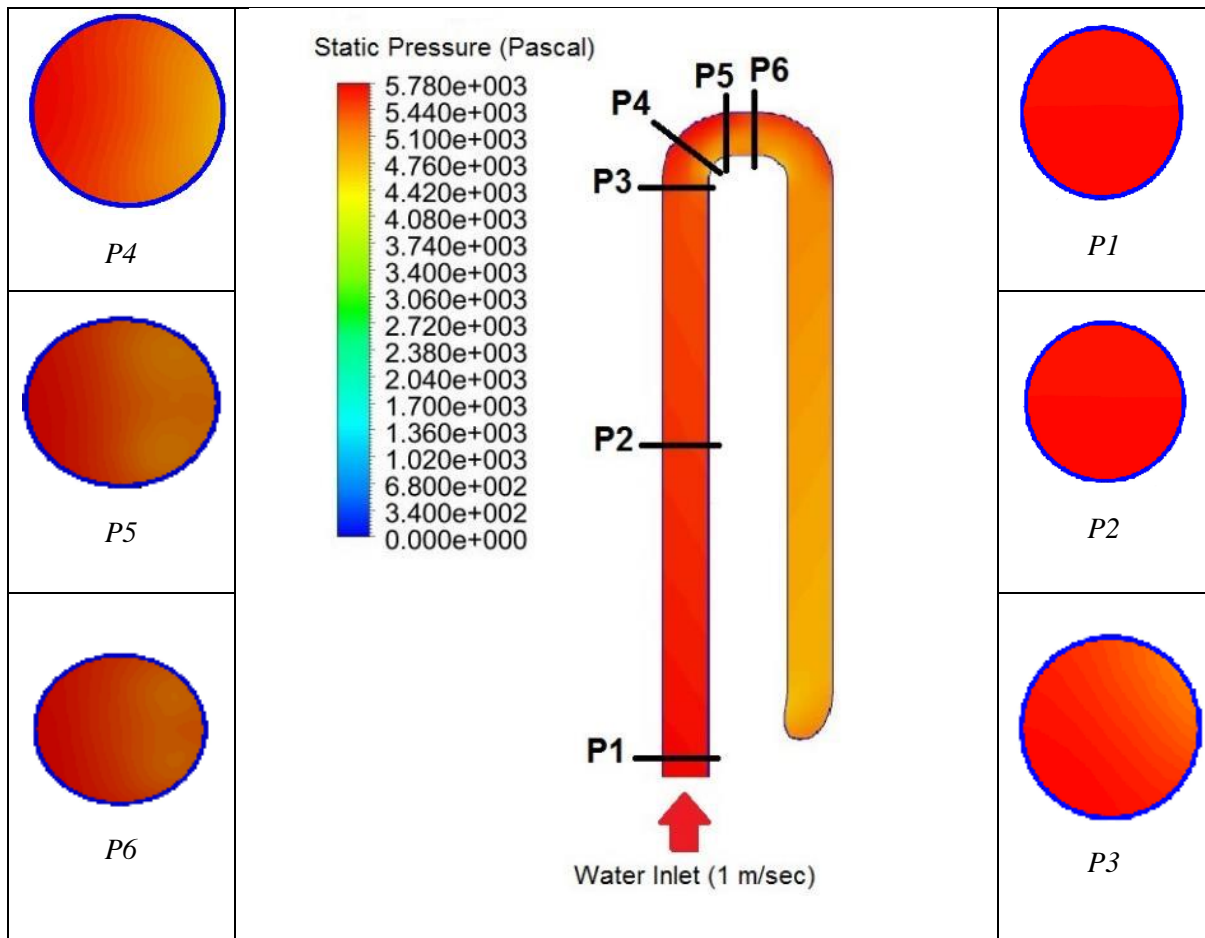 P4
P5
P6
Static Pressure (Pascal)
5.780e+003
5.440e+003
5.100e+003
4.760e+003
4.420e+003
4.080e+003
3.740e+003
3.400e+003
3.060e+003
2.720e+003
2.380e+003
2.040e+003
1.700e+003
1.360e+003
1.020e+003
6.800e+002
3.400e+002
0.000e+000
P5
P6
P4
P3
P2
P1
Water Inlet (1 m/sec)
P1
P2
P3